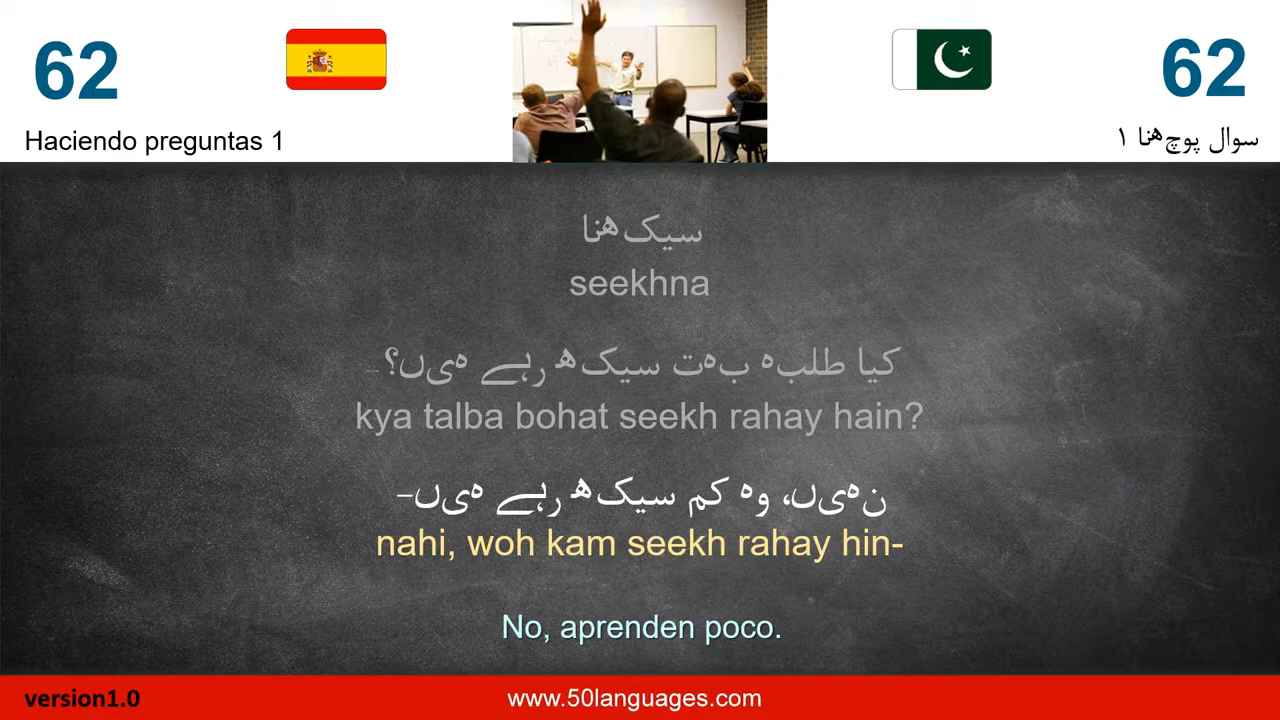 62
62
Haciendo preguntas 1
سوال پوچھنا ۱
سیکھنا
seekhna
کیا طلبہ بہت سیکھ رہے ہیں؟
kya talba bohat seekh rahay hain?
نہیں، وہ کم سیکھ رہے ہیں-
nahi, woh kam seekh rahay hin-
No, aprenden poco.
version1.0
www.50languages.com